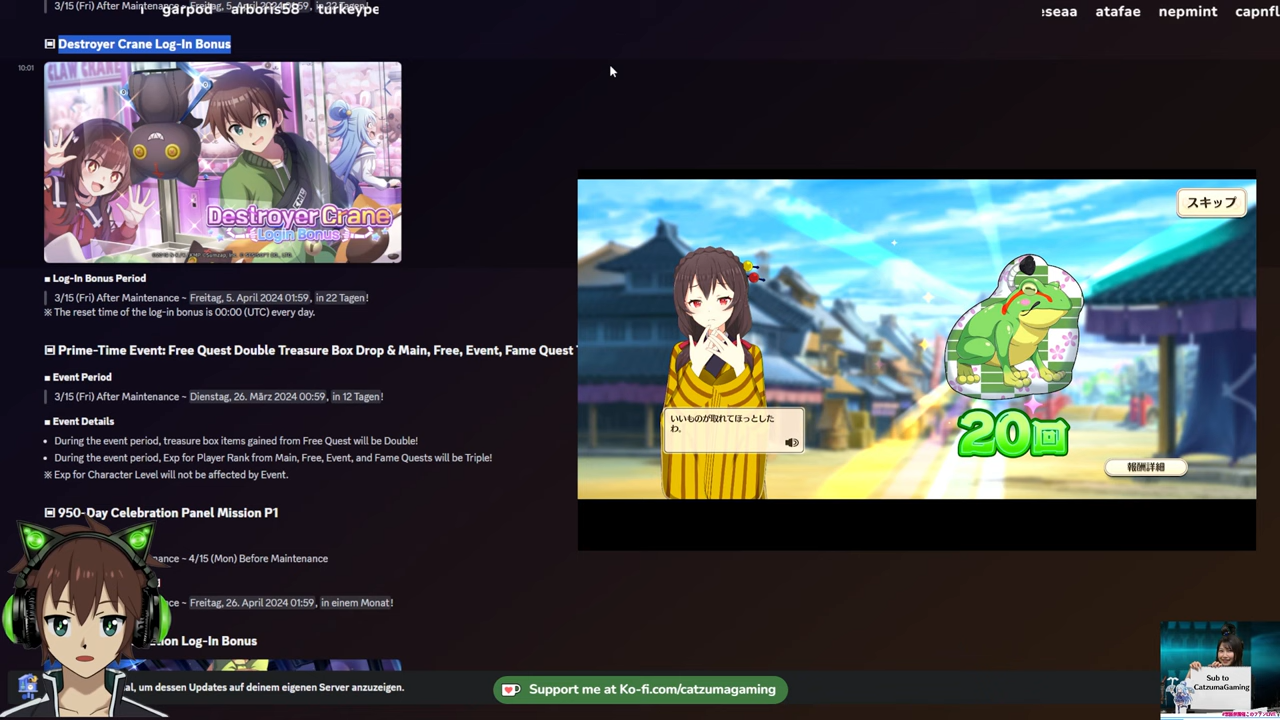 3/15 (Fri) After Maintenance ~ Freitag, 5. April 2024 01:59, in 22 Tagen!
garpod arboris58 turkeype
eseaa atafae nepmint capnfl
Destroyer Crane Log-In Bonus
10:01
CLAW CRANE
Destroyer Crane
Login Bonus
■ Log-In Bonus Period
3/15 (Fri) After Maintenance ~ Freitag, 5. April 2024 01:59, in 22 Tagen!
※ The reset time of the log-in bonus is 00:00 (UTC) every day.
Prime-Time Event: Free Quest Double Treasure Box Drop & Main, Free, Event, Fame Quest
■ Event Period
3/15 (Fri) After Maintenance ~ Dienstag, 26. März 2024 00:59, in 12 Tagen!
■ Event Details
• During the event period, treasure box items gained from Free Quest will be Double!
• During the event period, Exp for Player Rank from Main, Free, Event, and Fame Quests will be Triple!
※ Exp for Character Level will not be affected by Event.
950-Day Celebration Panel Mission P1
ance ~ 4/15 (Mon) Before Maintenance
ce ~ Freitag, 26. April 2024 01:59, in einem Monat!
tion Log-In Bonus
al, um dessen Updates auf deinem eigenen Server anzuzeigen.
スキップ
いいものが取れてほっとした
わ。
20回
報酬詳細
Support me at Ko-fi.com/catzumagaming
Sub to
CatzumaGaming